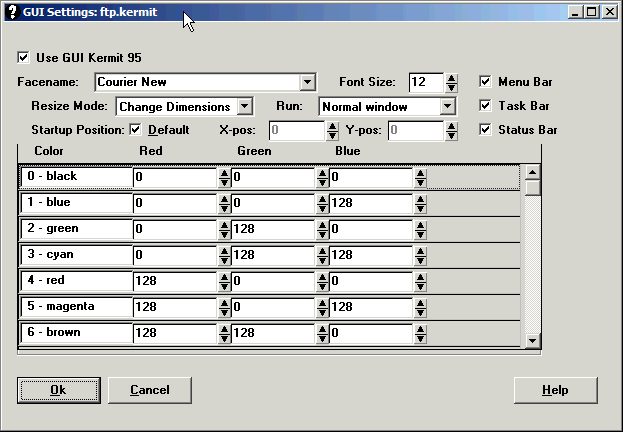 GUI Settings: ftp.kermit
Use GUI Kermit 95
Facename: Courier New Font Size: 12 Menu Bar
Resize Mode: Change Dimensions Run: Normal window Task Bar
Startup Position: Default X-pos: 0 Y-pos: 0 Status Bar
Color Red Green Blue
0 - black 0 0 0
1 - blue 0 0 128
2 - green 0 128 0
3 - cyan 0 128 128
4 - red 128 0 0
5 - magenta 128 0 128
6 - brown 128 128 0
Ok Cancel Help